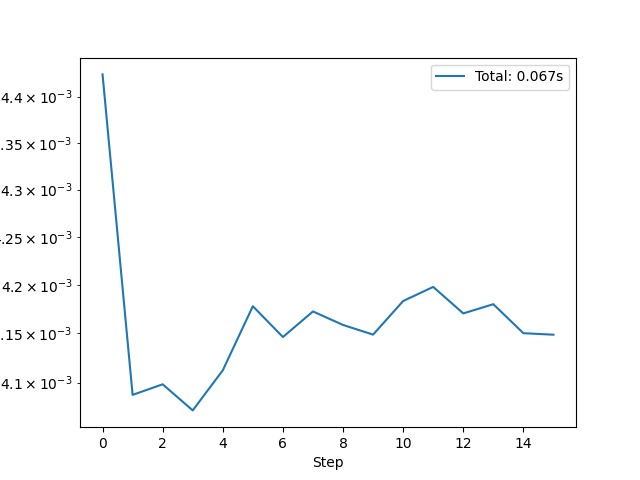 Total: 0.067s
4.4 × 10⁻³
.35 × 10⁻³
4.3 × 10⁻³
.25 × 10⁻³
4.2 × 10⁻³
.15 × 10⁻³
4.1 × 10⁻³
0 2 4 6 8 10 12 14
Step